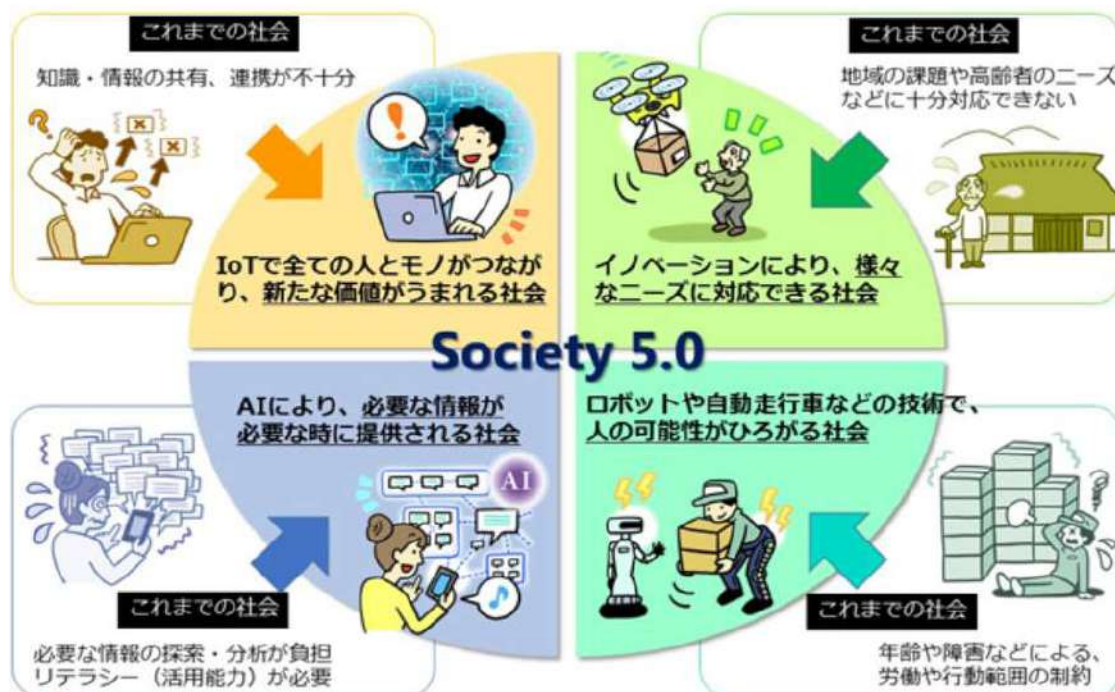 これまでの社会
知識・情報の共有、連携が不十分
IoTで全ての人とモノがつなが
り、新たな価値がうまれる社会
これまでの社会
地域の課題や高齢者のニーズ
などに十分対応できない
イノベーションにより、様々
なニーズに対応できる社会
Society 5.0
AIにより、必要な情報が
必要な時に提供される社会
AI
これまでの社会
必要な情報の探索・分析が負担
リテラシー（活用能力）が必要
ロボットや自動走行車などの技術で、
人の可能性がひろがる社会
これまでの社会
年齢や障害などによる、
労働や行動範囲の制約